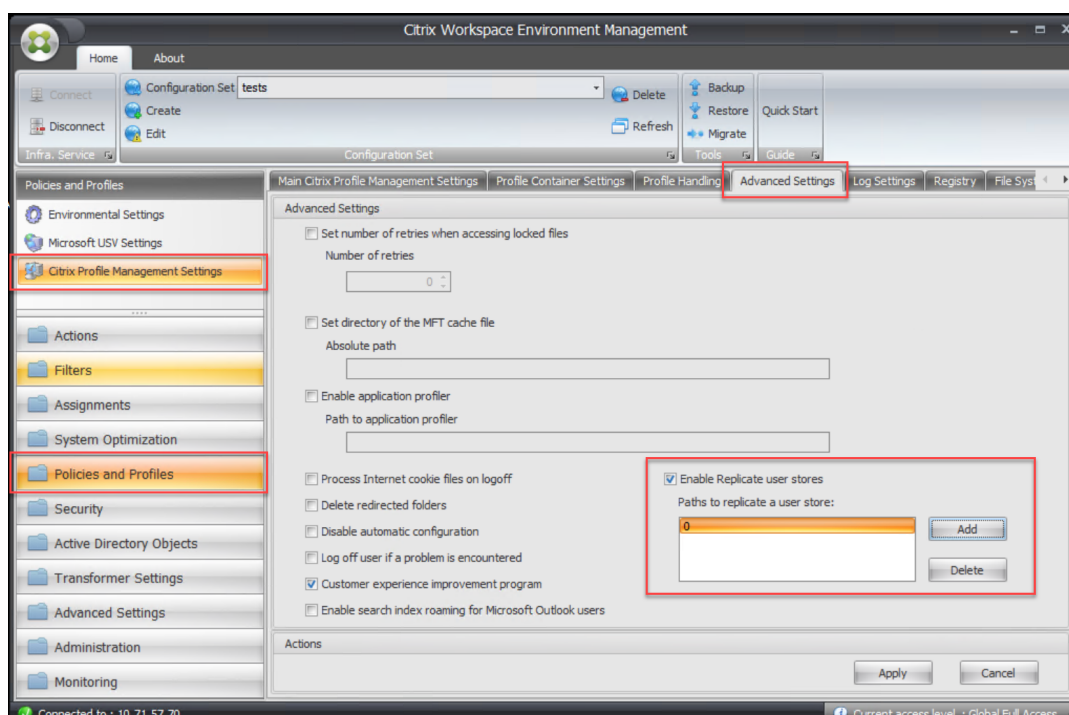 Citrix Workspace Environment Management
Home About
Connect
Disconnect
Infra. Service
Configuration Set tests
Create
Edit
Delete
Refresh
Configuration Set
Backup
Restore
Migrate
Tools
Quick Start
Guide
Policies and Profiles
Environmental Settings
Microsoft USV Settings
Citrix Profile Management Settings
Actions
Filters
Assignments
System Optimization
Policies and Profiles
Security
Active Directory Objects
Transformer Settings
Advanced Settings
Administration
Monitoring
Main Citrix Profile Management Settings Profile Container Settings Profile Handling Advanced Settings Log Settings Registry File Syst
Advanced Settings
Set number of retries when accessing locked files
Number of retries
0
Set directory of the MFT cache file
Absolute path
Enable application profiler
Path to application profiler
Process Internet cookie files on logoff
Delete redirected folders
Disable automatic configuration
Log off user if a problem is encountered
Customer experience improvement program
Enable search index roaming for Microsoft Outlook users
Enable Replicate user stores
Paths to replicate a user store:
0
Add
Delete
Actions
Apply Cancel
Connected to : 10.71.57.70
Current access level : Global Full Access